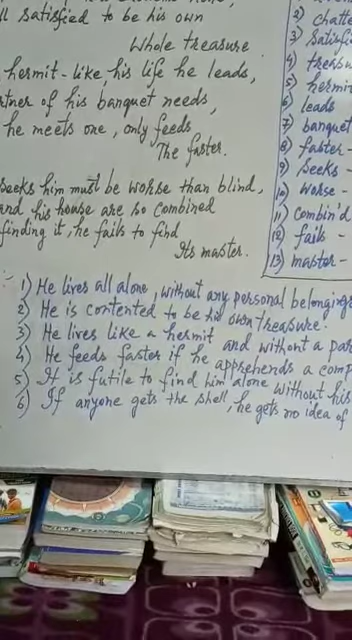 ll satisfied to be his own
Whole treasure
hermit-like, his life he leads,
rtner of his banquet needs,
he meets one, only feeds
The faster.
seeks him must be worse than blind,
and his house are so combined
finding it, he fails to find
Its master.
2) chatte
3) satisfi
4) treasu
5) hermit
6) leads
7) banquet
8) faster -
9) seeks -
10) worse -
11) combin'd
12) fails -
13) master -
1) He lives all alone, without any personal belongings
2) He is contented to be his own treasure.
3) He lives like a hermit and without a par
4) He feeds faster if he apprehends a comp
5) It is futile to find him alone without his
6) If anyone gets the shell, he gets no idea of